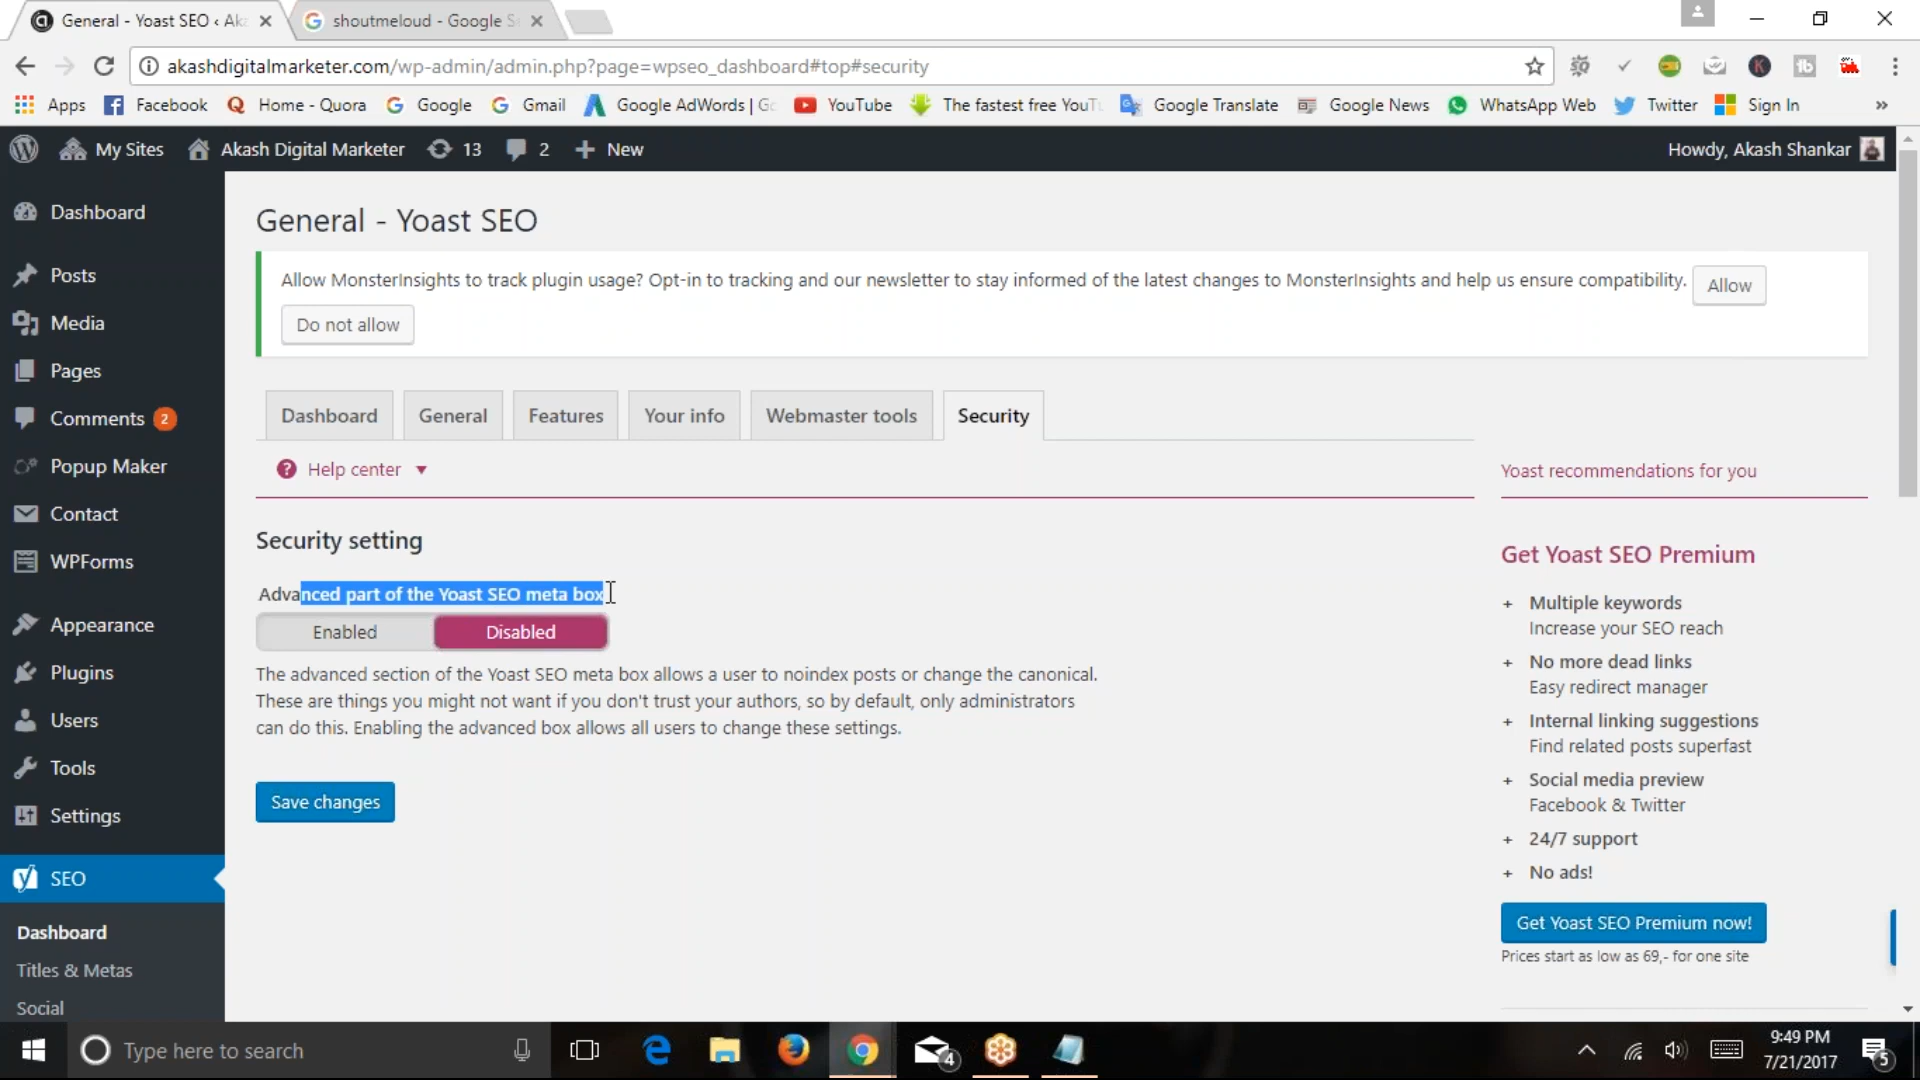 General - Yoast SEO ‹ Aka
shoutmeloud - Google Se
akashdigitalmarketer.com/wp-admin/admin.php?page=wpseo_dashboard#top#security
Apps Facebook Home - Quora Google Gmail Google AdWords | Go YouTube The fastest free YouTu Google Translate Google News WhatsApp Web Twitter Sign In »
My Sites Akash Digital Marketer 13 2 + New Howdy, Akash Shankar
Dashboard
Posts
Media
Pages
Comments 2
Popup Maker
Contact
WPForms
Appearance
Plugins
Users
Tools
Settings
SEO
Dashboard
Titles & Metas
Social
General - Yoast SEO
Allow MonsterInsights to track plugin usage? Opt-in to tracking and our newsletter to stay informed of the latest changes to MonsterInsights and help us ensure compatibility. Allow
Do not allow
Dashboard General Features Your info Webmaster tools Security
Help center
Security setting
Advanced part of the Yoast SEO meta box
Enabled Disabled
The advanced section of the Yoast SEO meta box allows a user to noindex posts or change the canonical.
These are things you might not want if you don't trust your authors, so by default, only administrators
can do this. Enabling the advanced box allows all users to change these settings.
Save changes
Yoast recommendations for you
Get Yoast SEO Premium
+ Multiple keywords
Increase your SEO reach
+ No more dead links
Easy redirect manager
+ Internal linking suggestions
Find related posts superfast
+ Social media preview
Facebook & Twitter
+ 24/7 support
+ No ads!
Get Yoast SEO Premium now!
Prices start as low as 69,- for one site
Type here to search
4
9:49 PM
7/21/2017
5